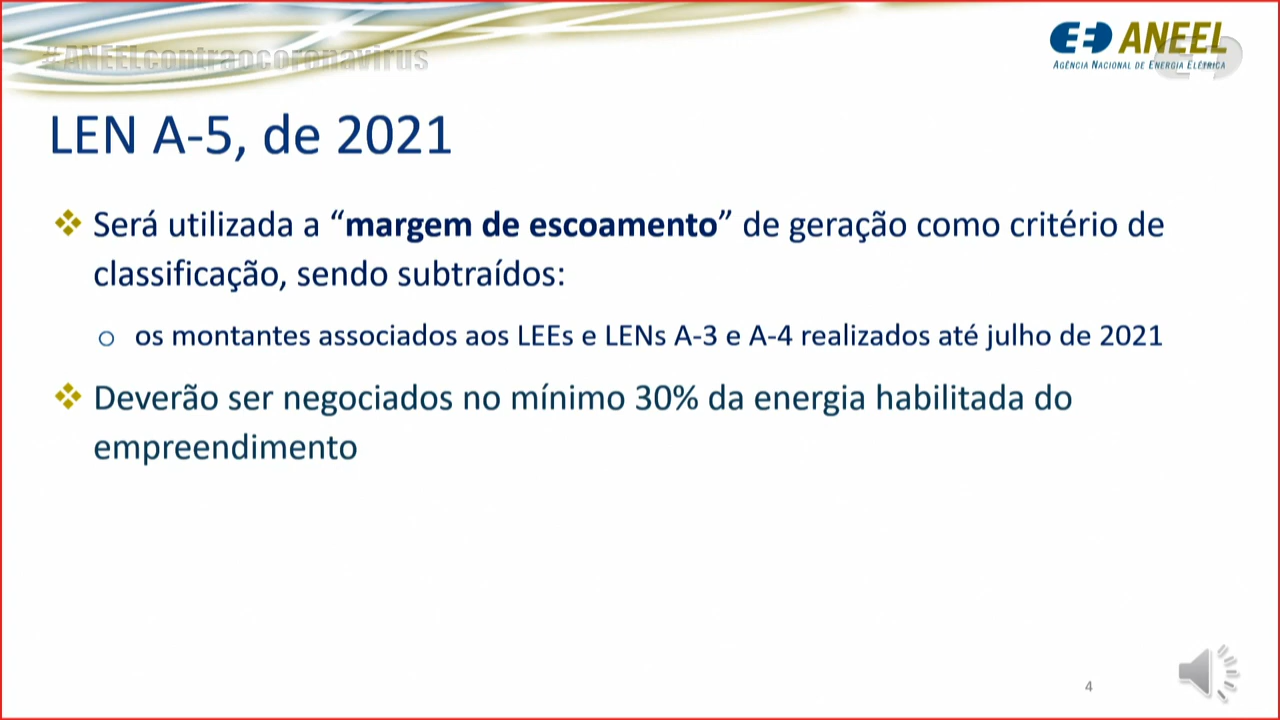 #ANEELcontraocoronavirus
ANEEL
AGÊNCIA NACIONAL DE ENERGIA ELÉTRICA
LEN A-5, de 2021
Será utilizada a “margem de escoamento” de geração como critério de
classificação, sendo subtraídos:
os montantes associados aos LEEs e LENs A-3 e A-4 realizados até julho de 2021
Deverão ser negociados no mínimo 30% da energia habilitada do
empreendimento
4